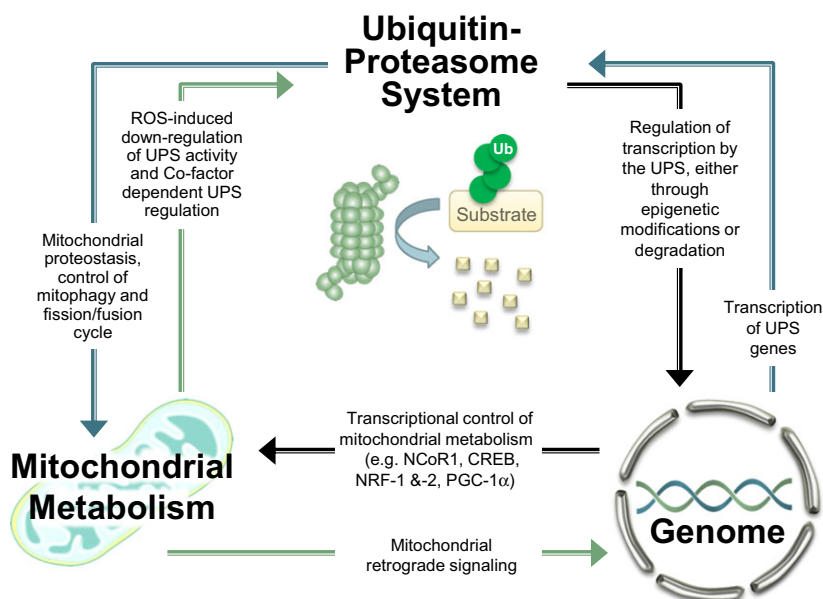 Ubiquitin-
Proteasome
System
ROS-induced
down-regulation
of UPS activity
and Co-factor
dependent UPS
regulation
Ub
Substrate
Regulation of
transcription by
the UPS, either
through
epigenetic
modifications or
degradation
Mitochondrial
proteostasis,
control of
mitophagy and
fission/fusion
cycle
Transcription
of UPS
genes
Transcriptional control of
mitochondrial metabolism
(e.g. NCoR1, CREB,
NRF-1 &-2, PGC-1α)
Mitochondrial
Metabolism
Genome
Mitochondrial
retrograde signaling